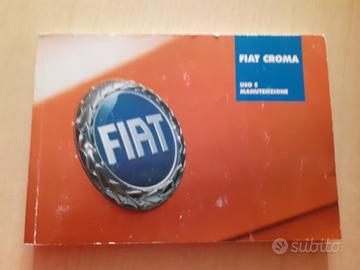 FIAT CROMA
USO E
MANUTENZIONE
FIAT
subito